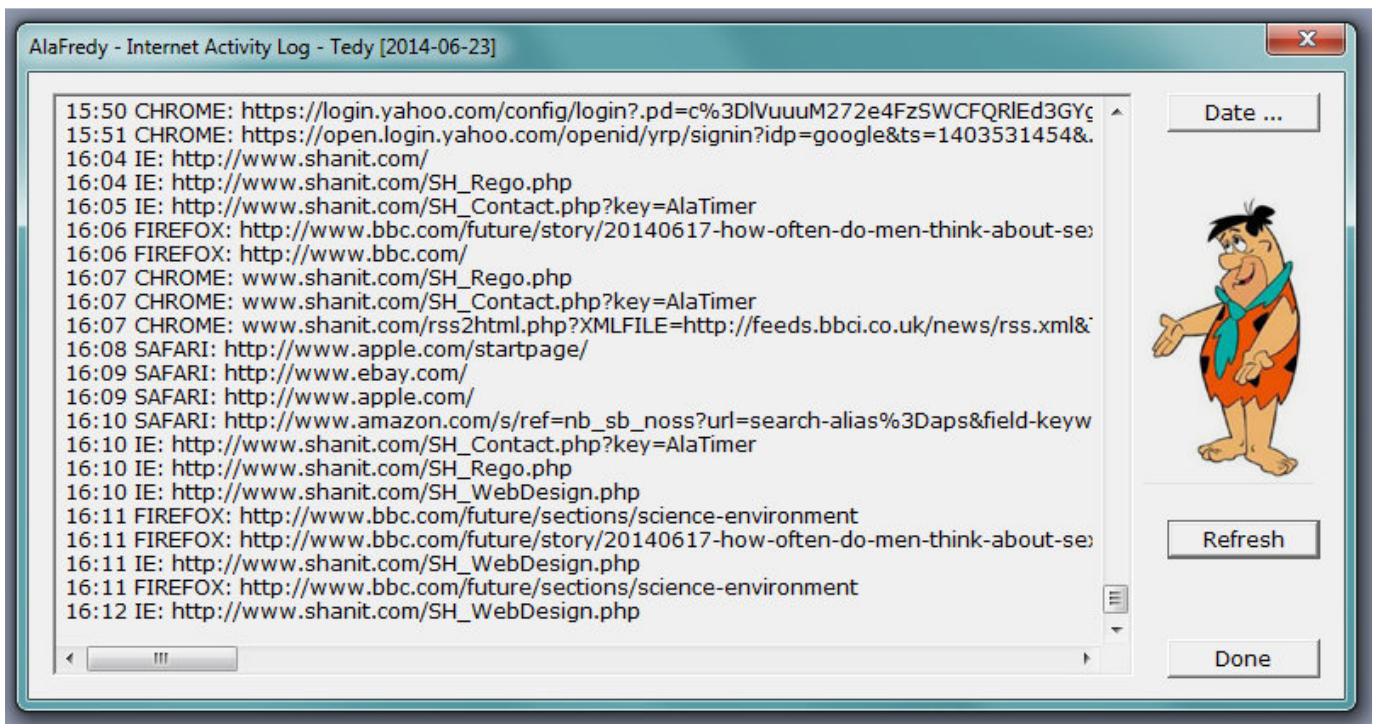 AlaFredy - Internet Activity Log - Tedy [2014-06-23]
15:50 CHROME: https://login.yahoo.com/config/login?.pd=c%3DlVuuuM272e4FzSWCFQRlEd3GYg
15:51 CHROME: https://open.login.yahoo.com/openid/yrp/signin?idp=google&ts=1403531454&.
16:04 IE: http://www.shanit.com/
16:04 IE: http://www.shanit.com/SH_Rego.php
16:05 IE: http://www.shanit.com/SH_Contact.php?key=AlaTimer
16:06 FIREFOX: http://www.bbc.com/future/story/20140617-how-often-do-men-think-about-sex
16:06 FIREFOX: http://www.bbc.com/
16:07 CHROME: www.shanit.com/SH_Rego.php
16:07 CHROME: www.shanit.com/SH_Contact.php?key=AlaTimer
16:07 CHROME: www.shanit.com/rss2html.php?XMLFILE=http://feeds.bbci.co.uk/news/rss.xml&
16:08 SAFARI: http://www.apple.com/startpage/
16:09 SAFARI: http://www.ebay.com/
16:09 SAFARI: http://www.apple.com/
16:10 SAFARI: http://www.amazon.com/s/ref=nb_sb_noss?url=search-alias%3Daps&field-keyw
16:10 IE: http://www.shanit.com/SH_Contact.php?key=AlaTimer
16:10 IE: http://www.shanit.com/SH_Rego.php
16:10 IE: http://www.shanit.com/SH_WebDesign.php
16:11 FIREFOX: http://www.bbc.com/future/sections/science-environment
16:11 FIREFOX: http://www.bbc.com/future/story/20140617-how-often-do-men-think-about-sex
16:11 IE: http://www.shanit.com/SH_WebDesign.php
16:11 FIREFOX: http://www.bbc.com/future/sections/science-environment
16:12 IE: http://www.shanit.com/SH_WebDesign.php
Date ...
Refresh
Done